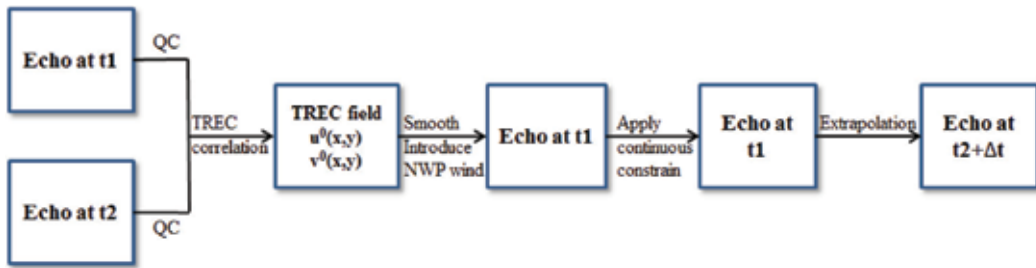 Echo at t1
QC
Echo at t2
QC
TREC
correlation
TREC field
u⁰(x,y)
v⁰(x,y)
Smooth
Introduce
NWP wind
Echo at t1
Apply
continuous
constrain
Echo at
t1
Extrapolation
Echo at
t2+Δt